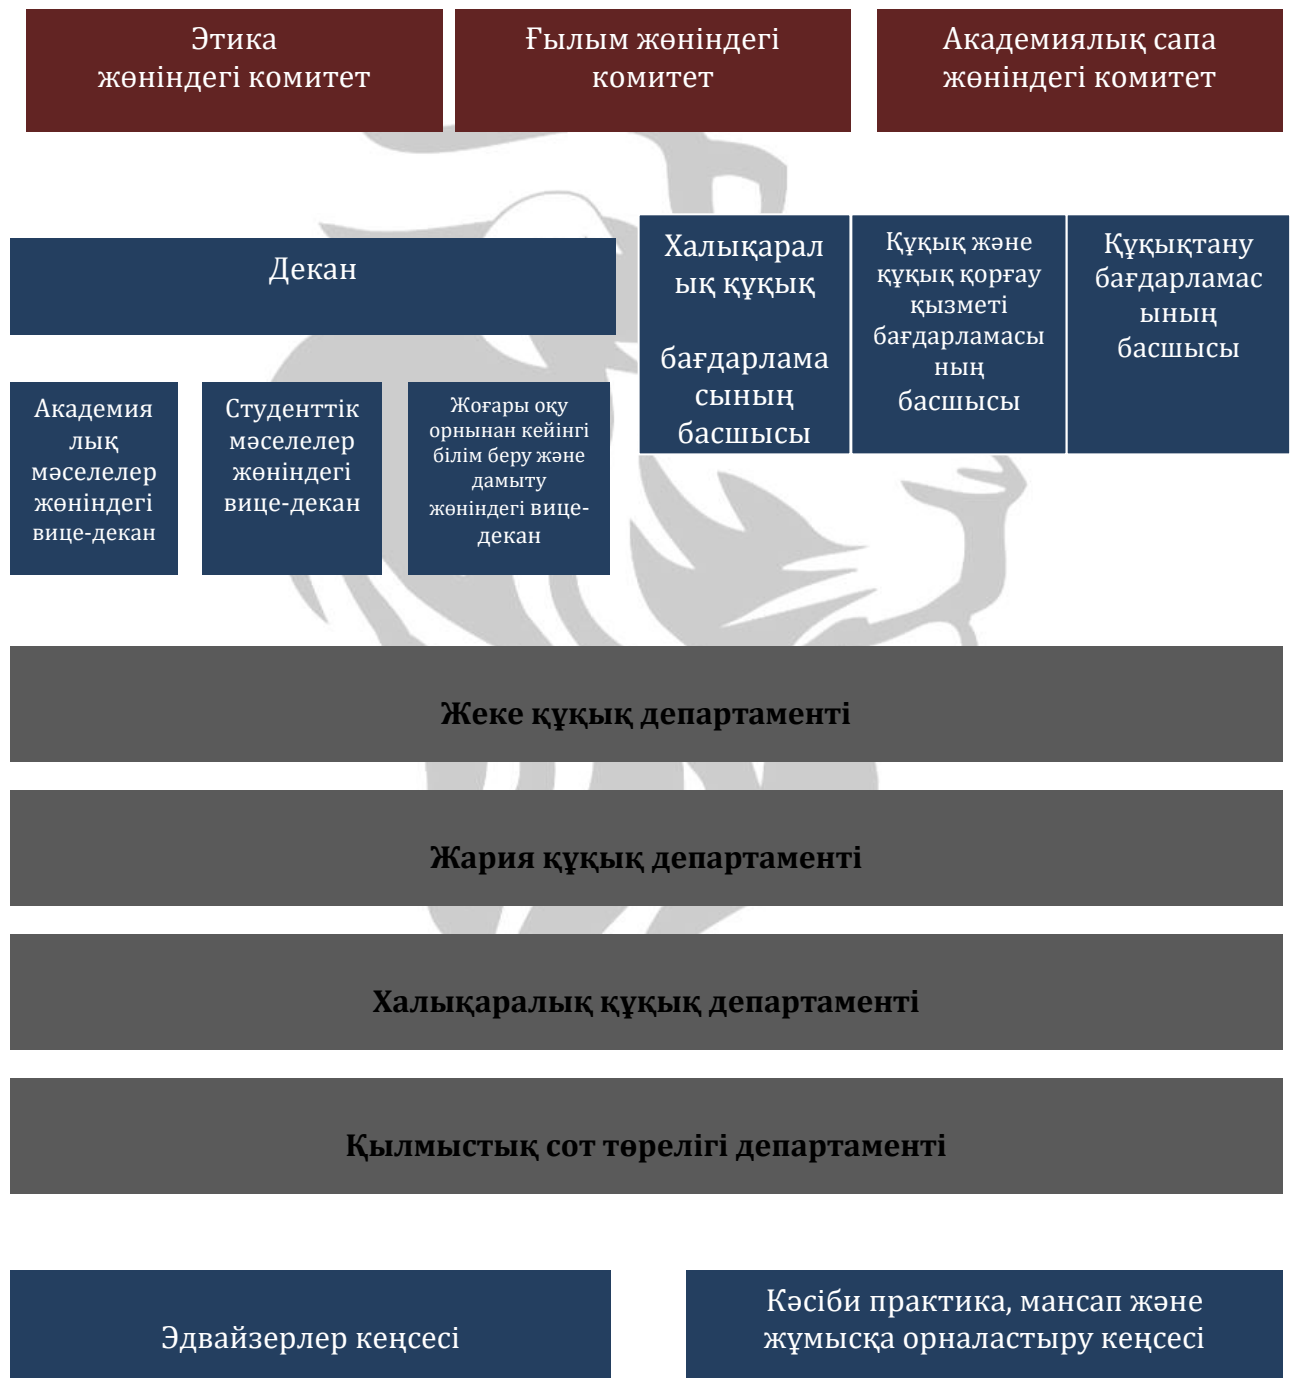 Этика
жөніндегі комитет
Ғылым жөніндегі
комитет
Академиялық сапа
жөніндегі комитет
Декан
Халықарал
ық құқық
бағдарлама
сының
басшысы
Құқық және
құқық қорғау
қызметі
бағдарламасы
ның
басшысы
Құқықтану
бағдарламас
ының
басшысы
Академия
лық
мәселелер
жөніндегі
вице-декан
Студенттік
мәселелер
жөніндегі
вице-декан
Жоғары оқу
орнынан кейінгі
білім беру және
дамыту
жөніндегі вице-
декан
Жеке құқық департаменті
Жария құқық департаменті
Халықаралық құқық департаменті
Қылмыстық сот төрелігі департаменті
Эдвайзерлер кеңсесі
Кәсіби практика, мансап және
жұмысқа орналастыру кеңсесі